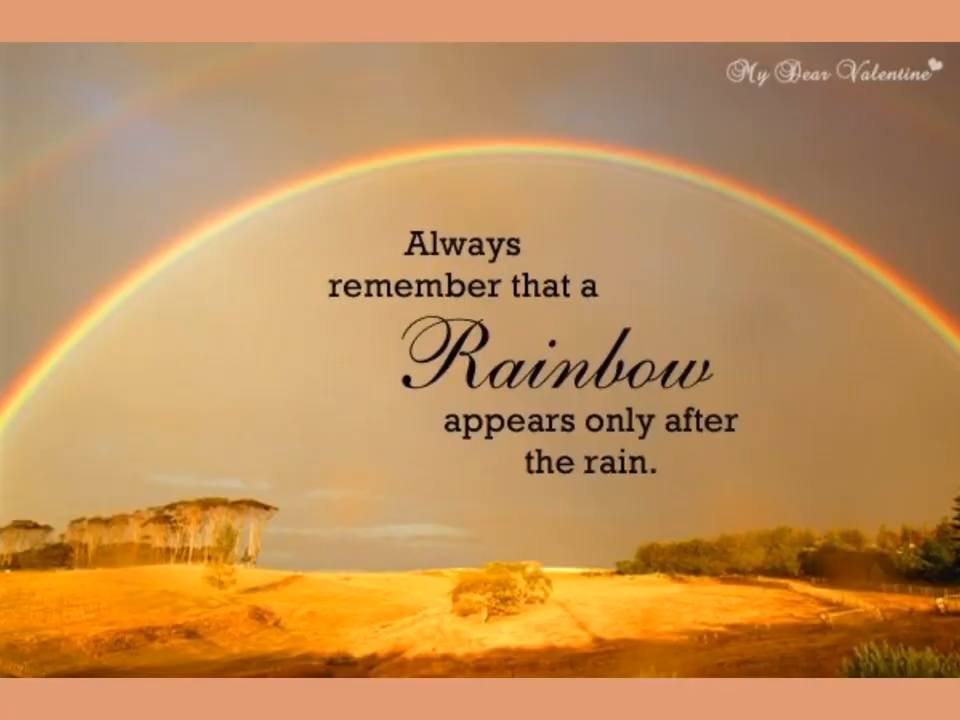 My Dear Valentine
Always
remember that a
Rainbow
appears only after
the rain.